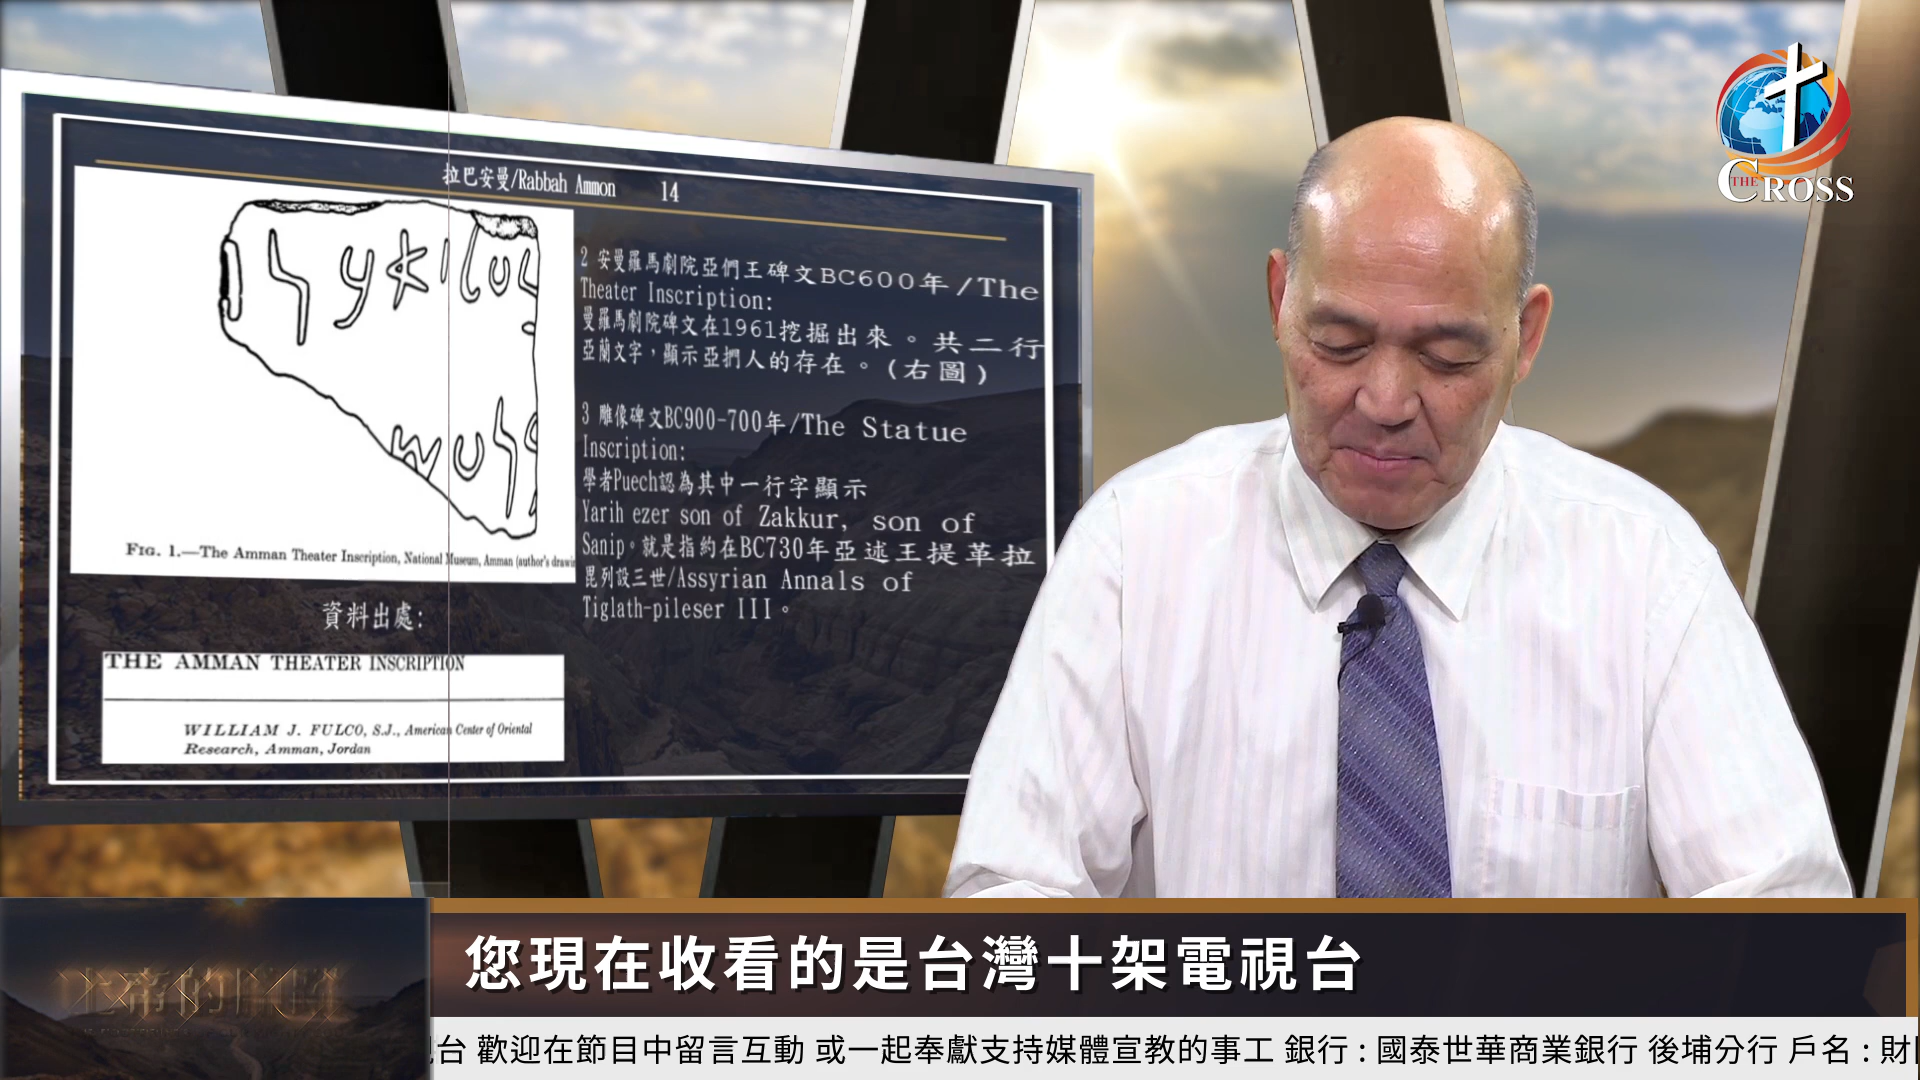 拉巴安曼/Rabbah Ammon 14
2 安曼羅馬劇院亞們王碑文BC600年/The
Theater Inscription:
曼羅馬劇院碑文在1961挖掘出來。共二行
亞蘭文字，顯示亞捫人的存在。(右圖)
3 雕像碑文BC900-700年/The Statue
Inscription:
學者Puech認為其中一行字顯示
Yarih ezer son of Zakkur, son of
Sanip。就是指約在BC730年亞述王提革拉
毘列設三世/Assyrian Annals of
Tiglath-pileser III。
FIG. 1.—The Amman Theater Inscription, National Museum, Amman (author's drawi
資料出處:
THE AMMAN THEATER INSCRIPTION
WILLIAM J. FULCO, S.J., American Center of Oriental
Research, Amman, Jordan
THE CROSS
您現在收看的是台灣十架電視台
台 歡迎在節目中留言互動 或一起奉獻支持媒體宣教的事工 銀行 : 國泰世華商業銀行 後埔分行 戶名 : 財